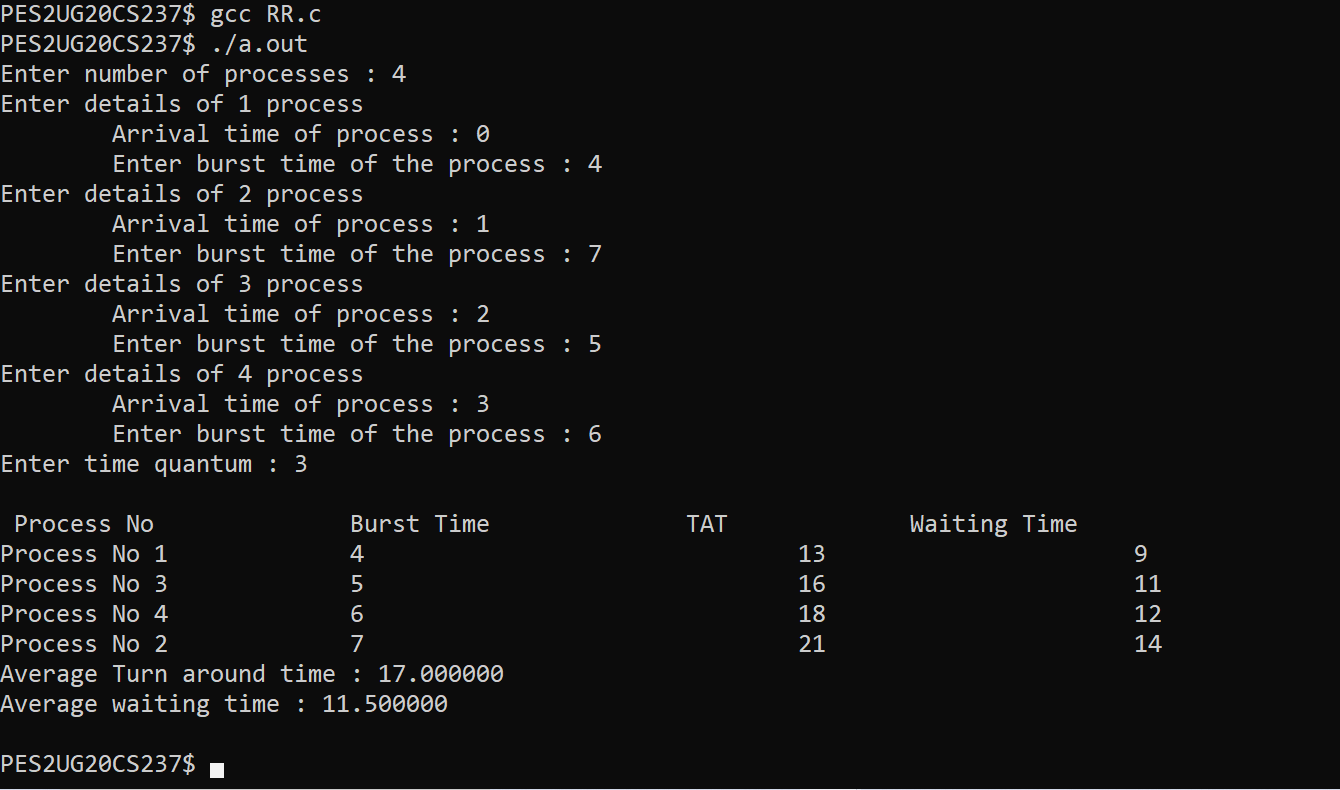 PES2UG20CS237$ gcc RR.c
PES2UG20CS237$ ./a.out
Enter number of processes : 4
Enter details of 1 process
Arrival time of process : 0
Enter burst time of the process : 4
Enter details of 2 process
Arrival time of process : 1
Enter burst time of the process : 7
Enter details of 3 process
Arrival time of process : 2
Enter burst time of the process : 5
Enter details of 4 process
Arrival time of process : 3
Enter burst time of the process : 6
Enter time quantum : 3
Process No Burst Time TAT Waiting Time
Process No 1 4 13 9
Process No 3 5 16 11
Process No 4 6 18 12
Process No 2 7 21 14
Average Turn around time : 17.000000
Average waiting time : 11.500000
PES2UG20CS237$